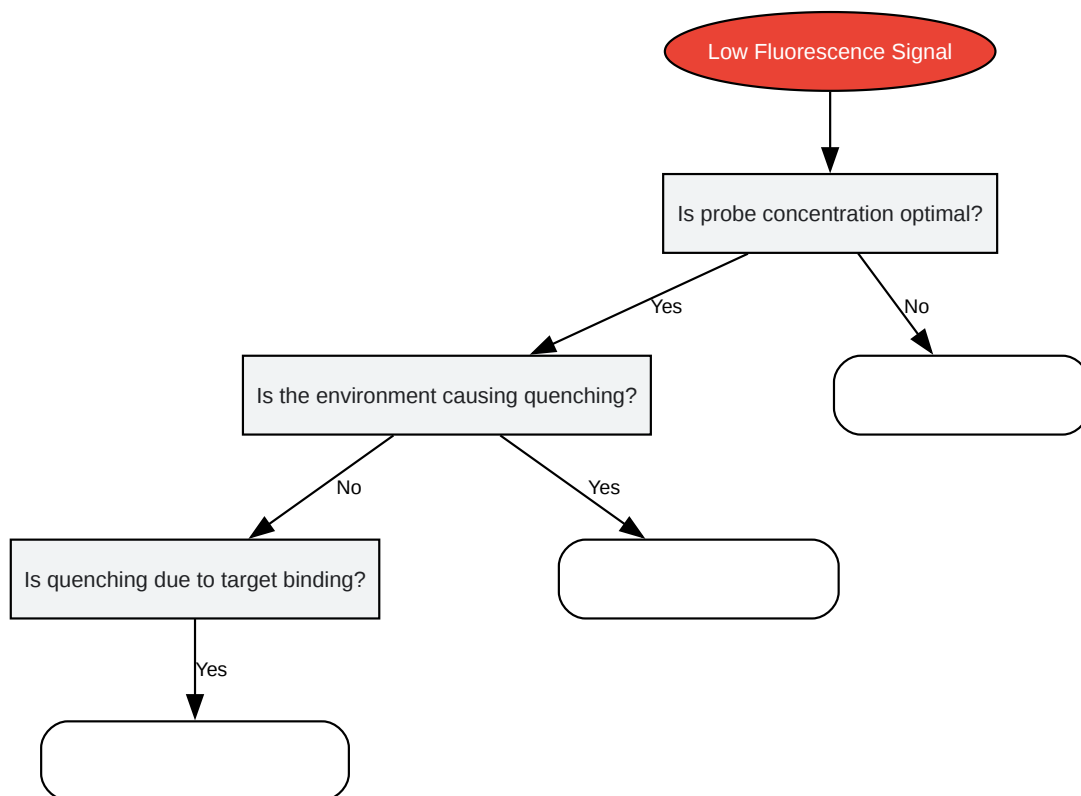 Low Fluorescence Signal
Is probe concentration optimal?
Yes
No
Is the environment causing quenching?
No
Yes
Is quenching due to target binding?
Yes